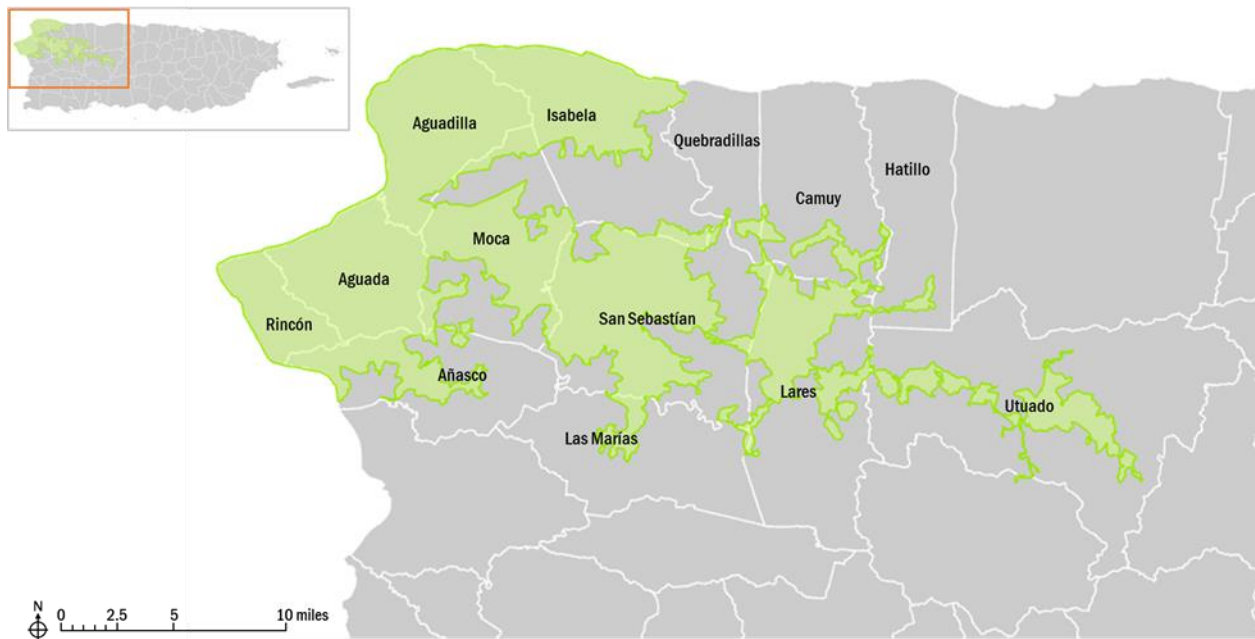 Aguadilla
Isabela
Quebradillas
Hatillo
Camuy
Moca
Aguada
San Sebastían
Rincón
Añasco
Lares
Utuado
Las Marías
N
0 2.5 5 10 miles